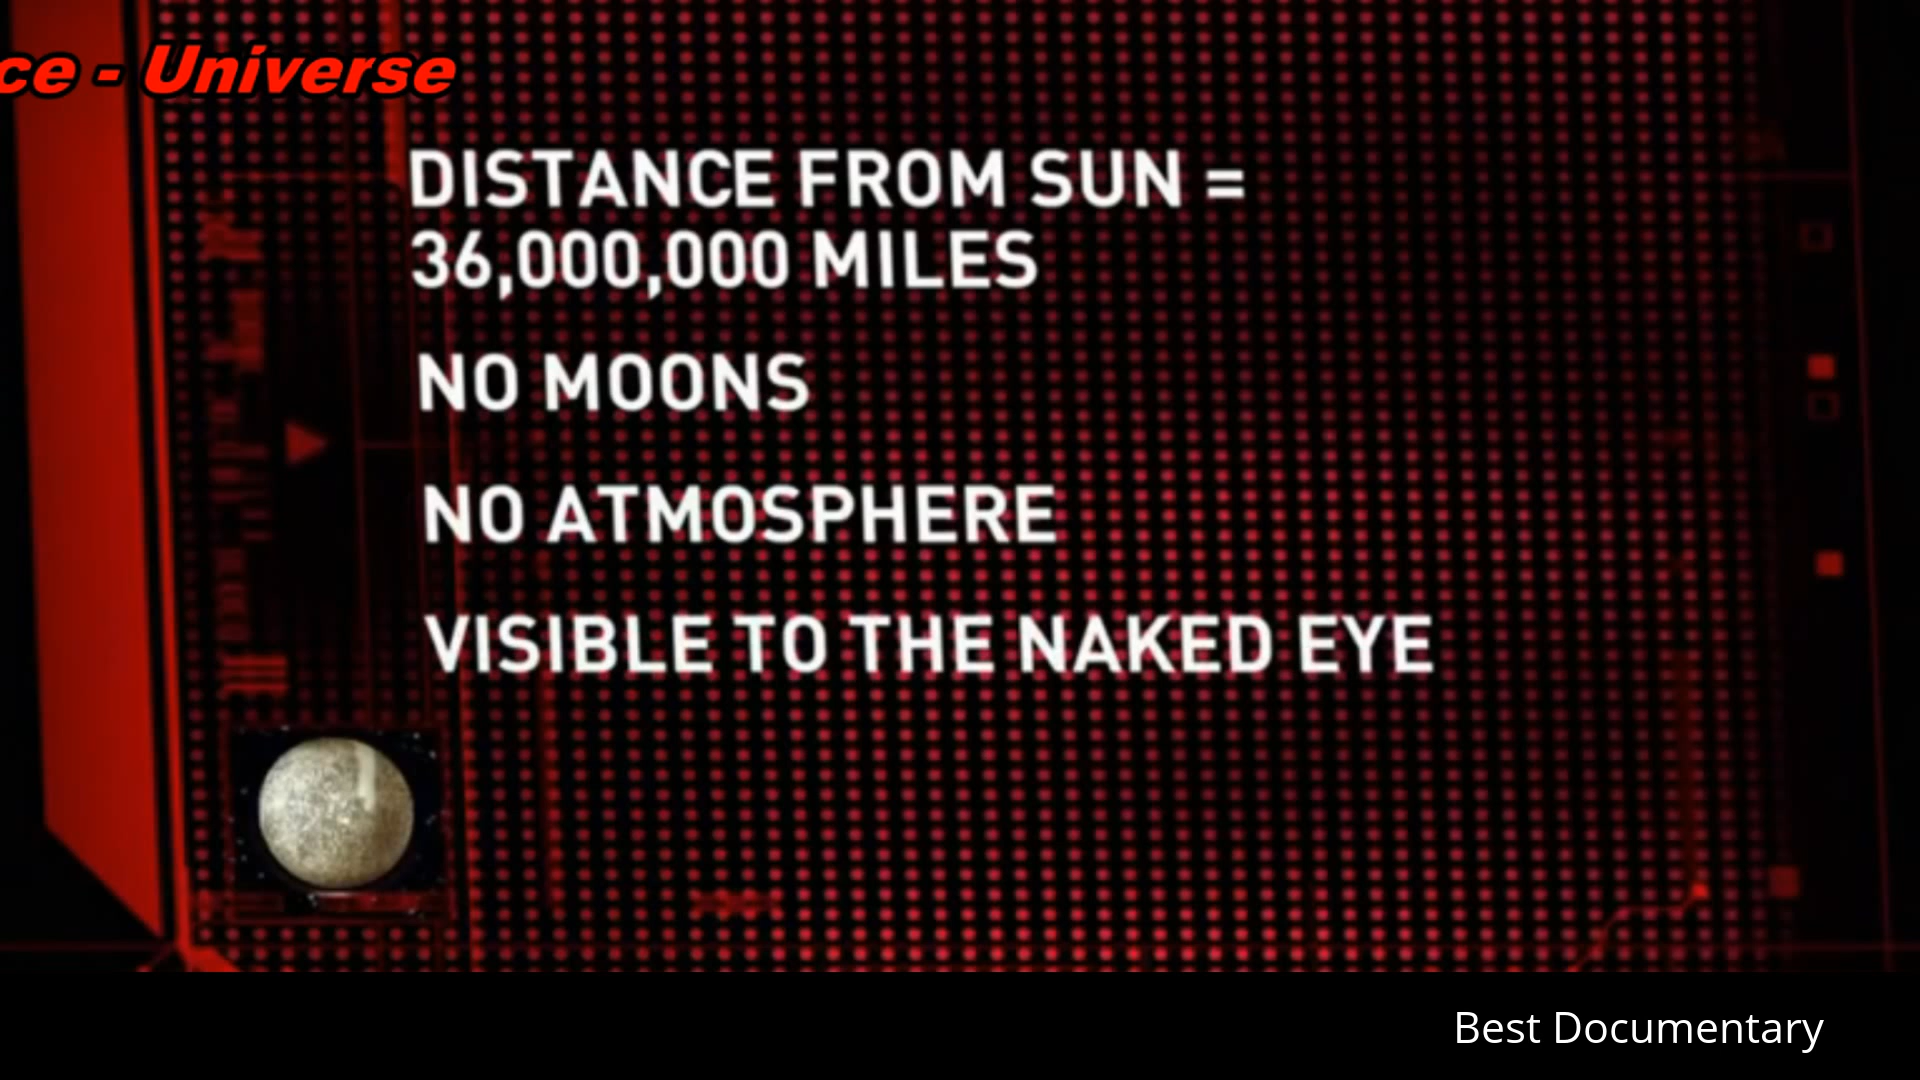 ce - Universe
DISTANCE FROM SUN =
36,000,000 MILES
NO MOONS
NO ATMOSPHERE
VISIBLE TO THE NAKED EYE
Best Documentary